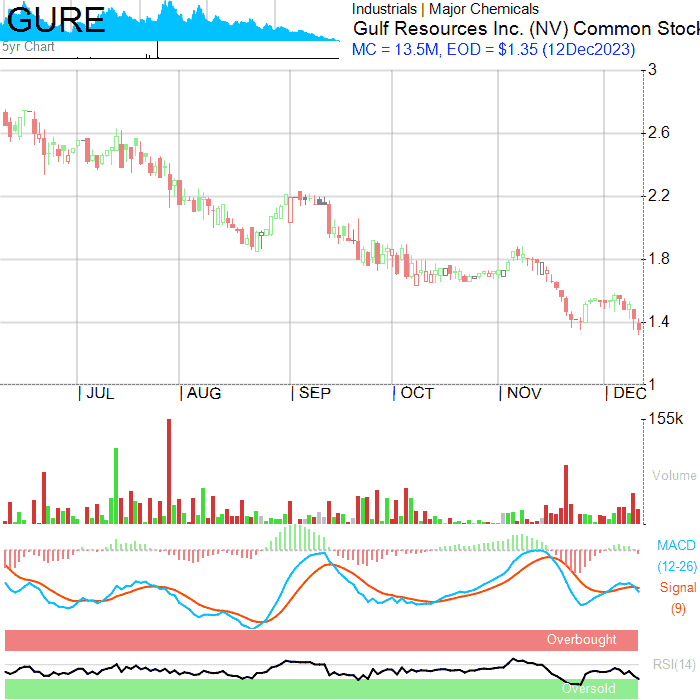 GURE
5yr Chart
Industrials | Major Chemicals
Gulf Resources Inc. (NV) Common Stock
MC = 13.5M, EOD = $1.35 (12Dec2023)
3
2.6
2.2
1.8
1.4
1
JUL AUG SEP OCT NOV DEC
155k
Volume
MACD
(12-26)
Signal
(9)
Overbought
RSI(14)
Oversold